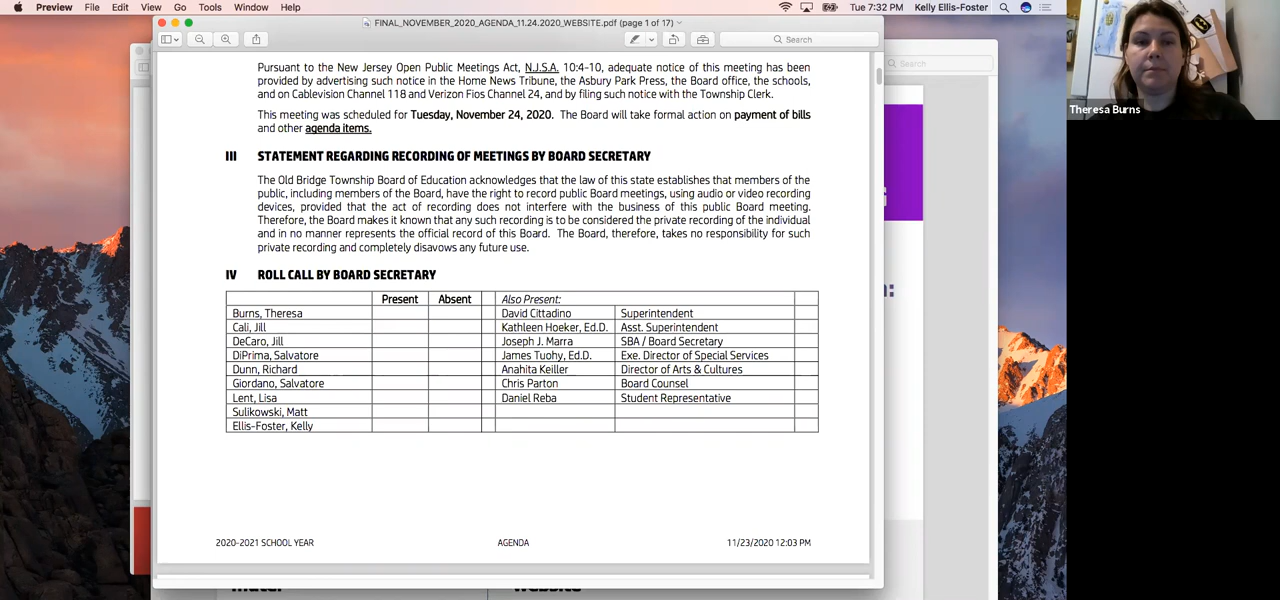 Preview File Edit View Go Tools Window Help Tue 7:32 PM Kelly Ellis-Foster
FINAL_NOVEMBER_2020_AGENDA_11.24.2020_WEBSITE.pdf (page 1 of 17)
Search
Search
Theresa Burns
Pursuant to the New Jersey Open Public Meetings Act, N.J.S.A. 10:4-10, adequate notice of this meeting has been
provided by advertising such notice in the Home News Tribune, the Asbury Park Press, the Board office, the schools,
and on Cablevision Channel 118 and Verizon Fios Channel 24, and by filing such notice with the Township Clerk.
This meeting was scheduled for Tuesday, November 24, 2020. The Board will take formal action on payment of bills
and other agenda items.
III STATEMENT REGARDING RECORDING OF MEETINGS BY BOARD SECRETARY
The Old Bridge Township Board of Education acknowledges that the law of this state establishes that members of the
public, including members of the Board, have the right to record public Board meetings, using audio or video recording
devices, provided that the act of recording does not interfere with the business of this public Board meeting.
Therefore, the Board makes it known that any such recording is to be considered the private recording of the individual
and in no manner represents the official record of this Board. The Board, therefore, takes no responsibility for such
private recording and completely disavows any future use.
IV ROLL CALL BY BOARD SECRETARY
Present Absent Also Present:
Burns, Theresa David Cittadino Superintendent
Cali, Jill Kathleen Hoeker, Ed.D. Asst. Superintendent
DeCaro, Jill Joseph J. Marra SBA / Board Secretary
DiPrima, Salvatore James Tuohy, Ed.D. Exe. Director of Special Services
Dunn, Richard Anahita Keiller Director of Arts & Cultures
Giordano, Salvatore Chris Parton Board Counsel
Lent, Lisa Daniel Reba Student Representative
Sulikowski, Matt
Ellis-Foster, Kelly
2020-2021 SCHOOL YEAR AGENDA 11/23/2020 12:03 PM